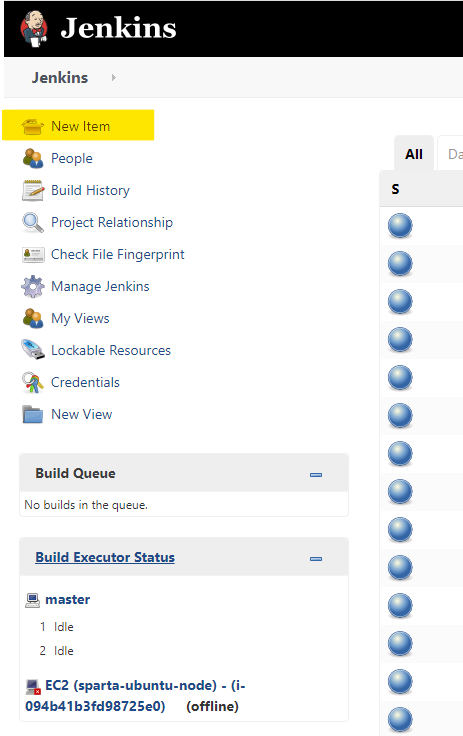 Jenkins
Jenkins
New Item
People
Build History
Project Relationship
Check File Fingerprint
Manage Jenkins
My Views
Lockable Resources
Credentials
New View
All
Da
S
Build Queue
No builds in the queue.
Build Executor Status
master
1 Idle
2 Idle
EC2 (sparta-ubuntu-node) - (i-
094b41b3fd98725e0) (offline)